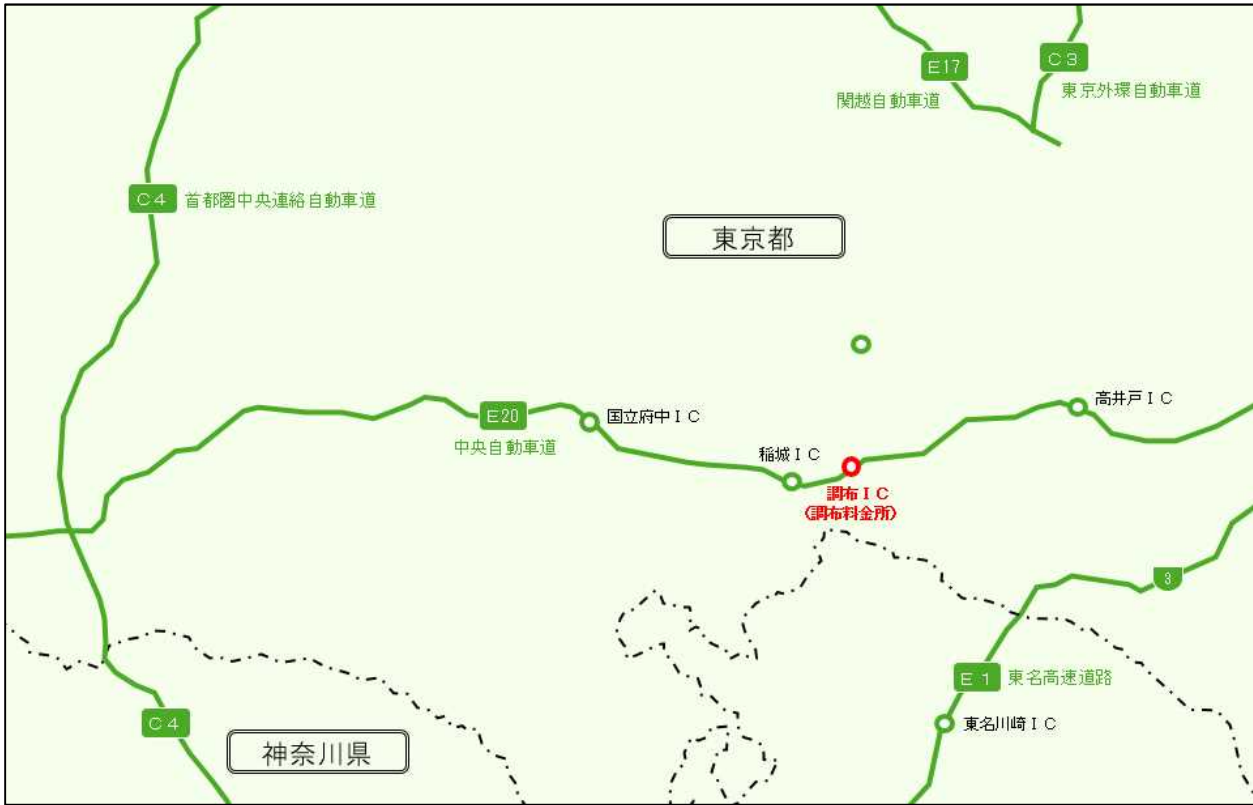 E17
C3
関越自動車道
東京外環自動車道
C4
首都圏中央連絡自動車道
東京都
高井戸ＩＣ
E20
国立府中ＩＣ
中央自動車道
稲城ＩＣ
調布ＩＣ
（調布料金所）
3
E1
東名高速道路
C4
東名川崎ＩＣ
神奈川県